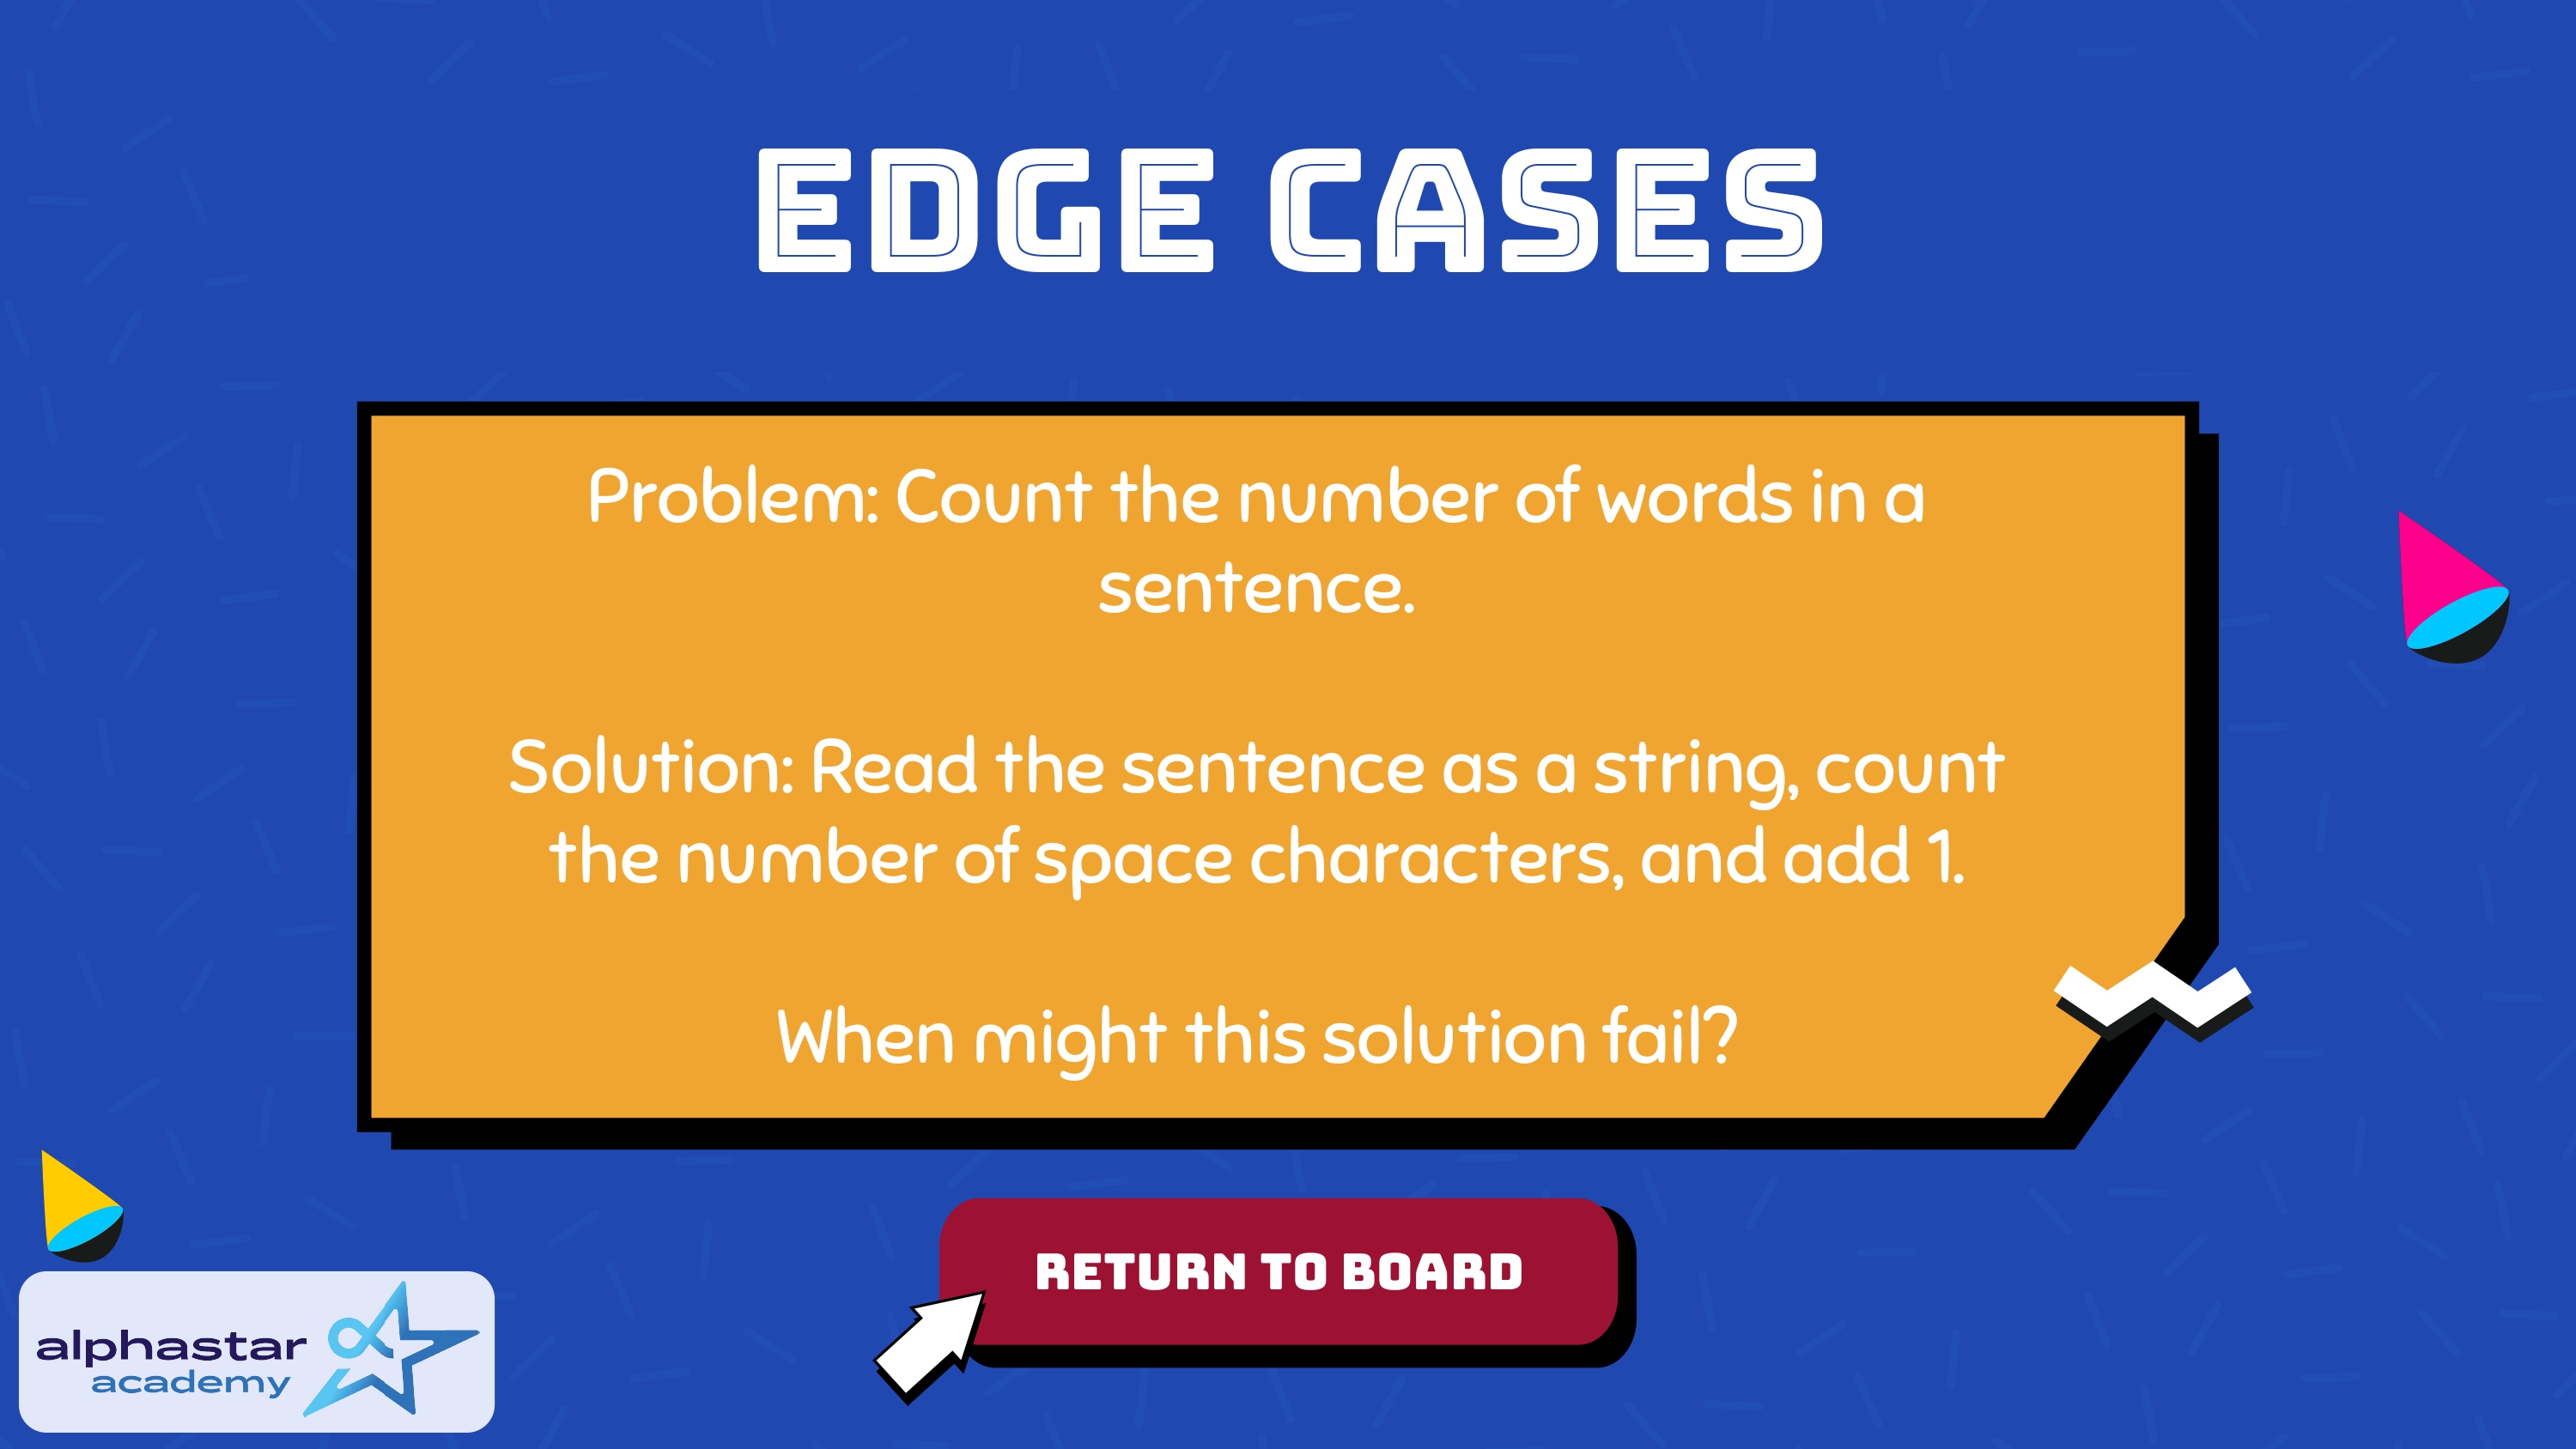 EDGE CASES
Problem: Count the number of words in a
sentence.
Solution: Read the sentence as a string, count
the number of space characters, and add 1.
When might this solution fail?
RETURN TO BOARD
alphastar
academy